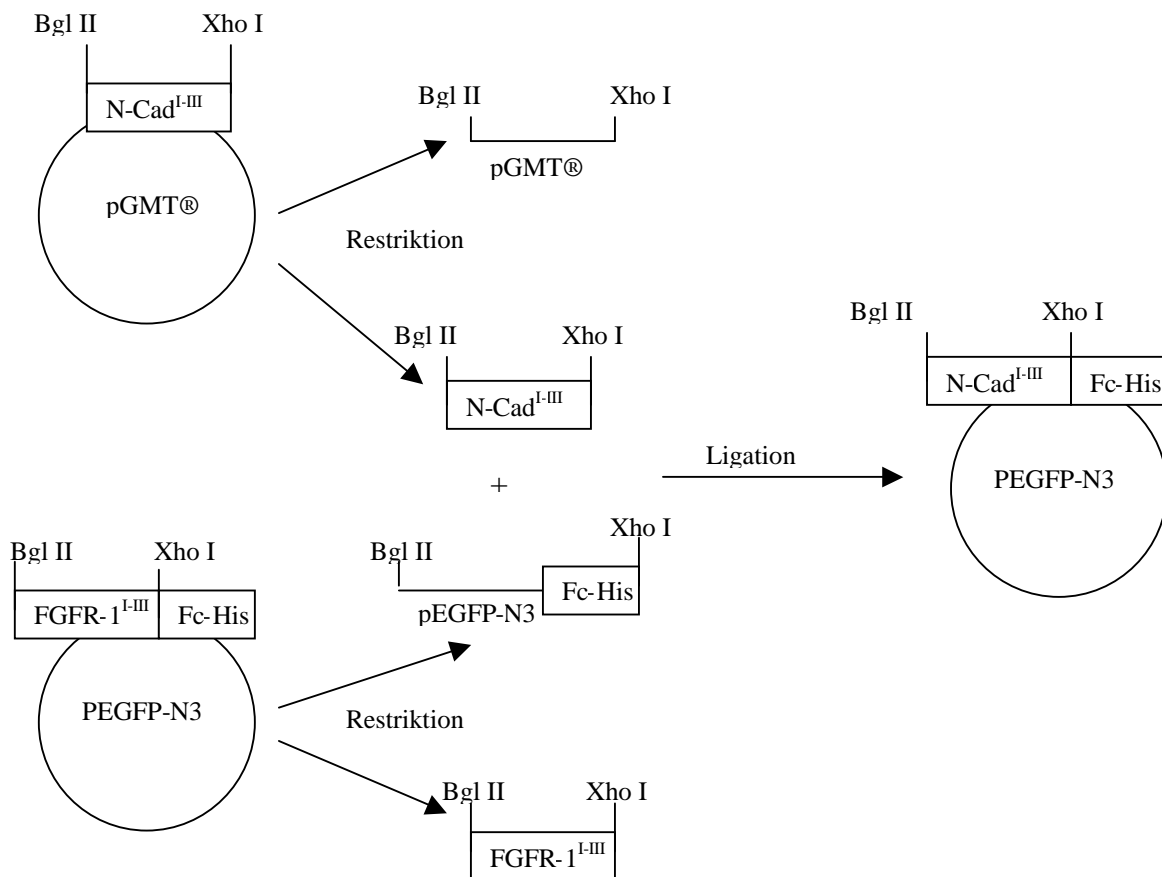 Bgl II
Xho I
N-Cad^I-III
pGMT®
Bgl II
Xho I
pGMT®
Restriktion
Bgl II
Xho I
N-Cad^I-III
+
Ligation
Bgl II
Xho I
N-Cad^I-III
Fc-His
PEGFP-N3
Bgl II
Xho I
FGFR-1^I-III
Fc-His
PEGFP-N3
Bgl II
Xho I
Fc-His
pEGFP-N3
Restriktion
Bgl II
Xho I
FGFR-1^I-III